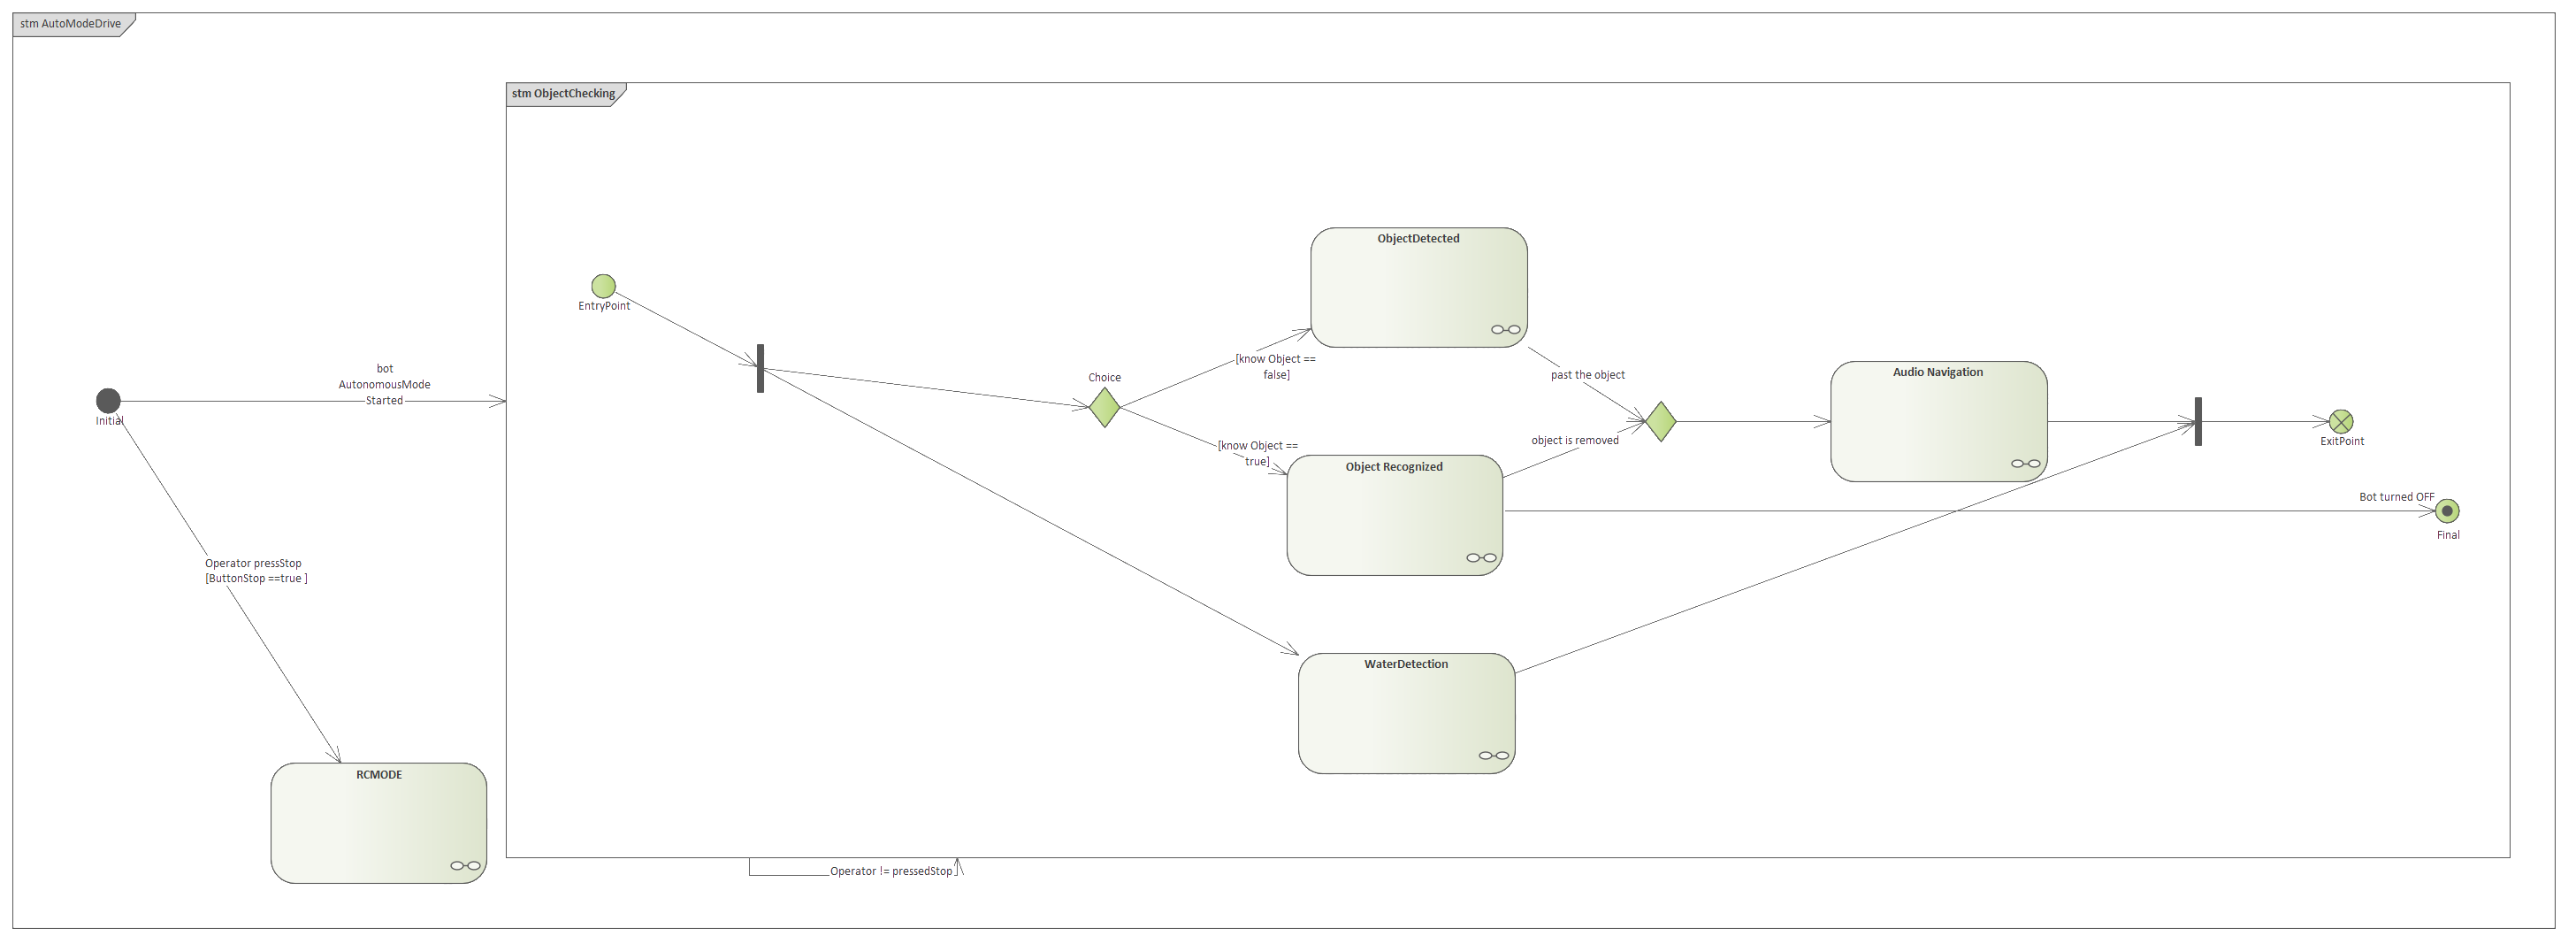 stm AutoModeDrive
stm ObjectChecking
ObjectDetected
EntryPoint
[know Object ==
false]
past the object
Choice
bot
AutonomousMode
Started
Initial
Audio Navigation
ExitPoint
[know Object ==
true]
object is removed
Object Recognized
Bot turned OFF
Final
Operator pressStop
[ButtonStop ==true ]
WaterDetection
RCMODE
Operator != pressedStop